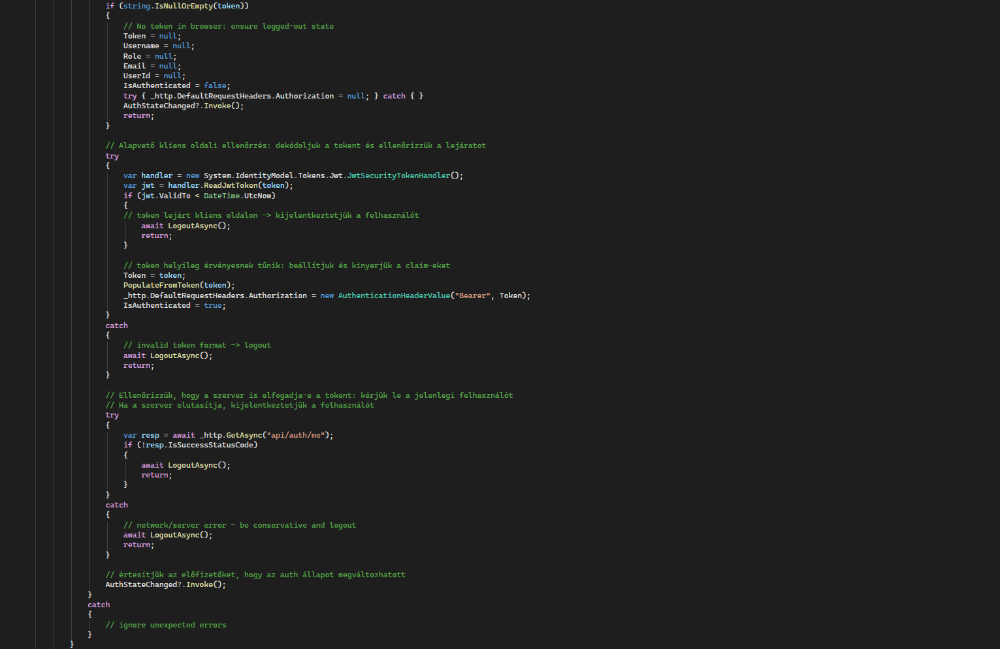 if (string.IsNullOrEmpty(token))
{
// No token in browser: ensure logged-out state
Token = null;
Username = null;
Role = null;
Email = null;
UserId = null;
IsAuthenticated = false;
try { _http.DefaultRequestHeaders.Authorization = null; } catch { }
AuthStateChanged?.Invoke();
return;
}
// Alapvető kliens oldali ellenőrzés: dekódoljuk a tokent és ellenőrizzük a lejáratot
try
{
var handler = new System.IdentityModel.Tokens.Jwt.JwtSecurityTokenHandler();
var jwt = handler.ReadJwtToken(token);
if (jwt.ValidTo < DateTime.UtcNow)
{
// token lejárt kliens oldalon -> kijelentkeztetjük a felhasználót
await LogoutAsync();
return;
}
// token helyileg érvényesnek tűnik: beállítjuk és kinyerjük a claim-eket
Token = token;
PopulateFromToken(token);
_http.DefaultRequestHeaders.Authorization = new AuthenticationHeaderValue("Bearer", Token);
IsAuthenticated = true;
}
catch
{
// invalid token format -> logout
await LogoutAsync();
return;
}
// Ellenőrizzük, hogy a szerver is elfogadja-e a tokent: kérjük le a jelenlegi felhasználót
// Ha a szerver elutasítja, kijelentkeztetjük a felhasználót
try
{
var resp = await _http.GetAsync("api/auth/me");
if (!resp.IsSuccessStatusCode)
{
await LogoutAsync();
return;
}
}
catch
{
// network/server error - be conservative and logout
await LogoutAsync();
return;
}
// értesítjük az előfizetőket, hogy az auth állapot megváltozhatott
AuthStateChanged?.Invoke();
}
catch
{
// ignore unexpected errors
}
}